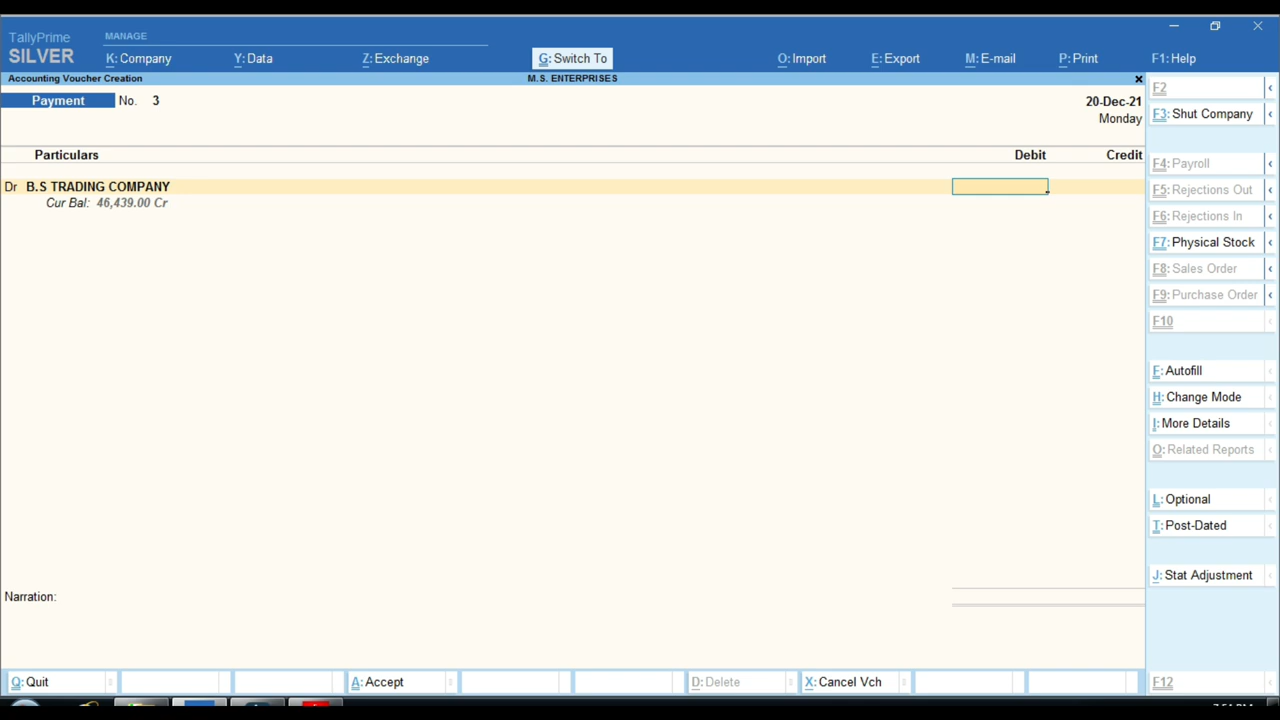 TallyPrime
SILVER
MANAGE
K: Company
Y: Data
Z: Exchange
G: Switch To
O: Import
E: Export
M: E-mail
P: Print
F1: Help
Accounting Voucher Creation
M.S. ENTERPRISES
Payment
No. 3
20-Dec-21
Monday
Particulars
Debit
Credit
Dr B.S TRADING COMPANY
Cur Bal: 46,439.00 Cr
Narration:
F2
F3: Shut Company
F4: Payroll
F5: Rejections Out
F6: Rejections In
F7: Physical Stock
F8: Sales Order
F9: Purchase Order
F10
F: Autofill
H: Change Mode
I: More Details
O: Related Reports
L: Optional
T: Post-Dated
J: Stat Adjustment
Q: Quit
A: Accept
D: Delete
X: Cancel Vch
F12